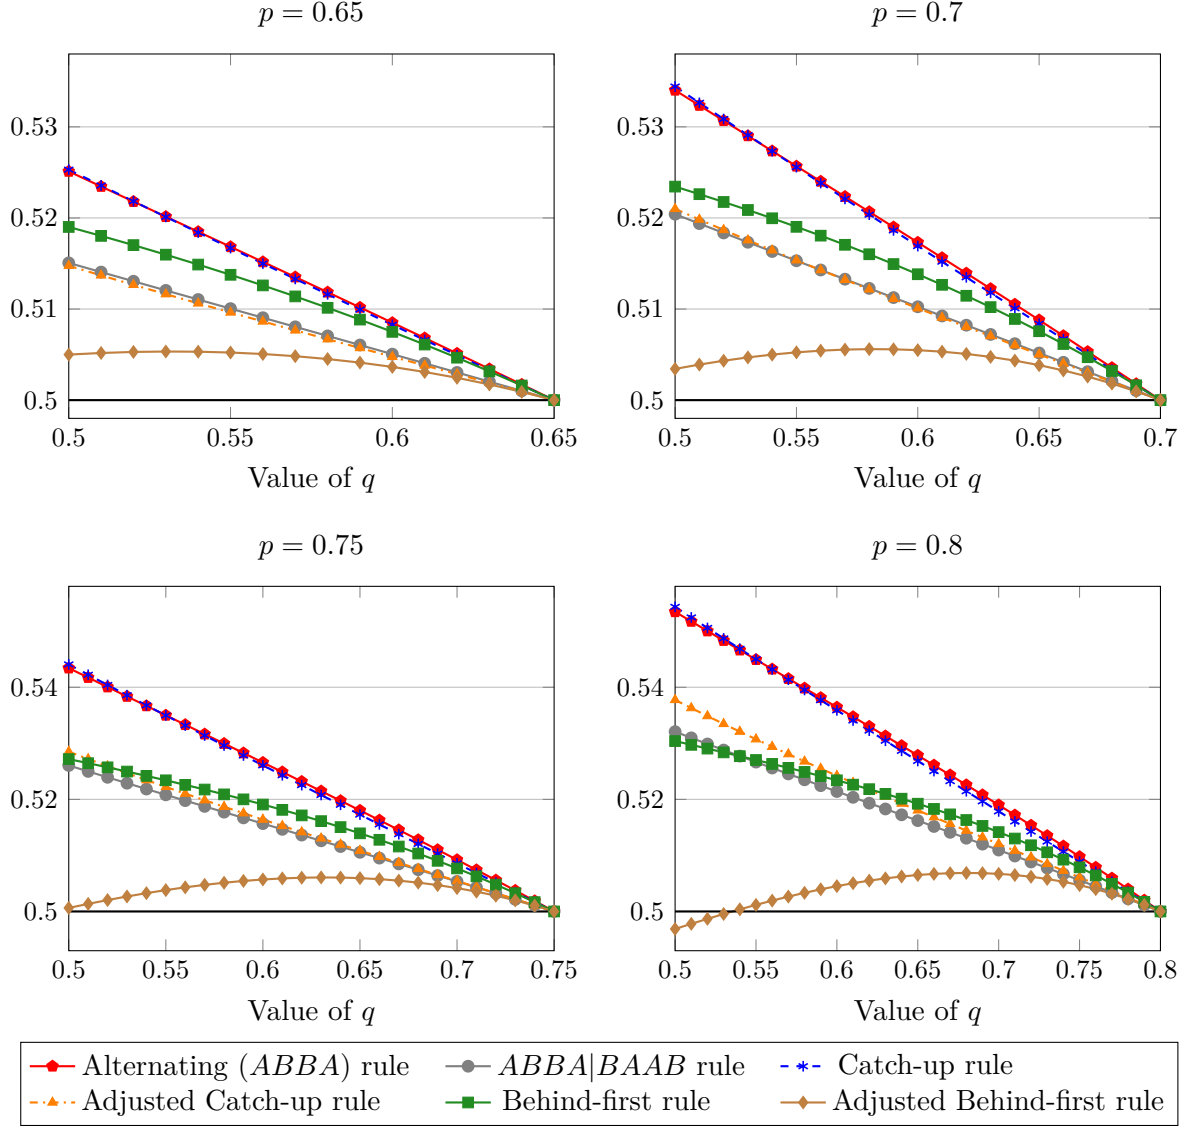 p = 0.65
p = 0.7
0.53
0.52
0.51
0.5
0.5 0.55 0.6 0.65
Value of q
0.53
0.52
0.51
0.5
0.5 0.55 0.6 0.65 0.7
Value of q
p = 0.75
p = 0.8
0.54
0.52
0.5
0.5 0.55 0.6 0.65 0.7 0.75
Value of q
0.54
0.52
0.5
0.5 0.55 0.6 0.65 0.7 0.75 0.8
Value of q
Alternating (ABBA) rule
ABBA|BAAB rule
Catch-up rule
Adjusted Catch-up rule
Behind-first rule
Adjusted Behind-first rule